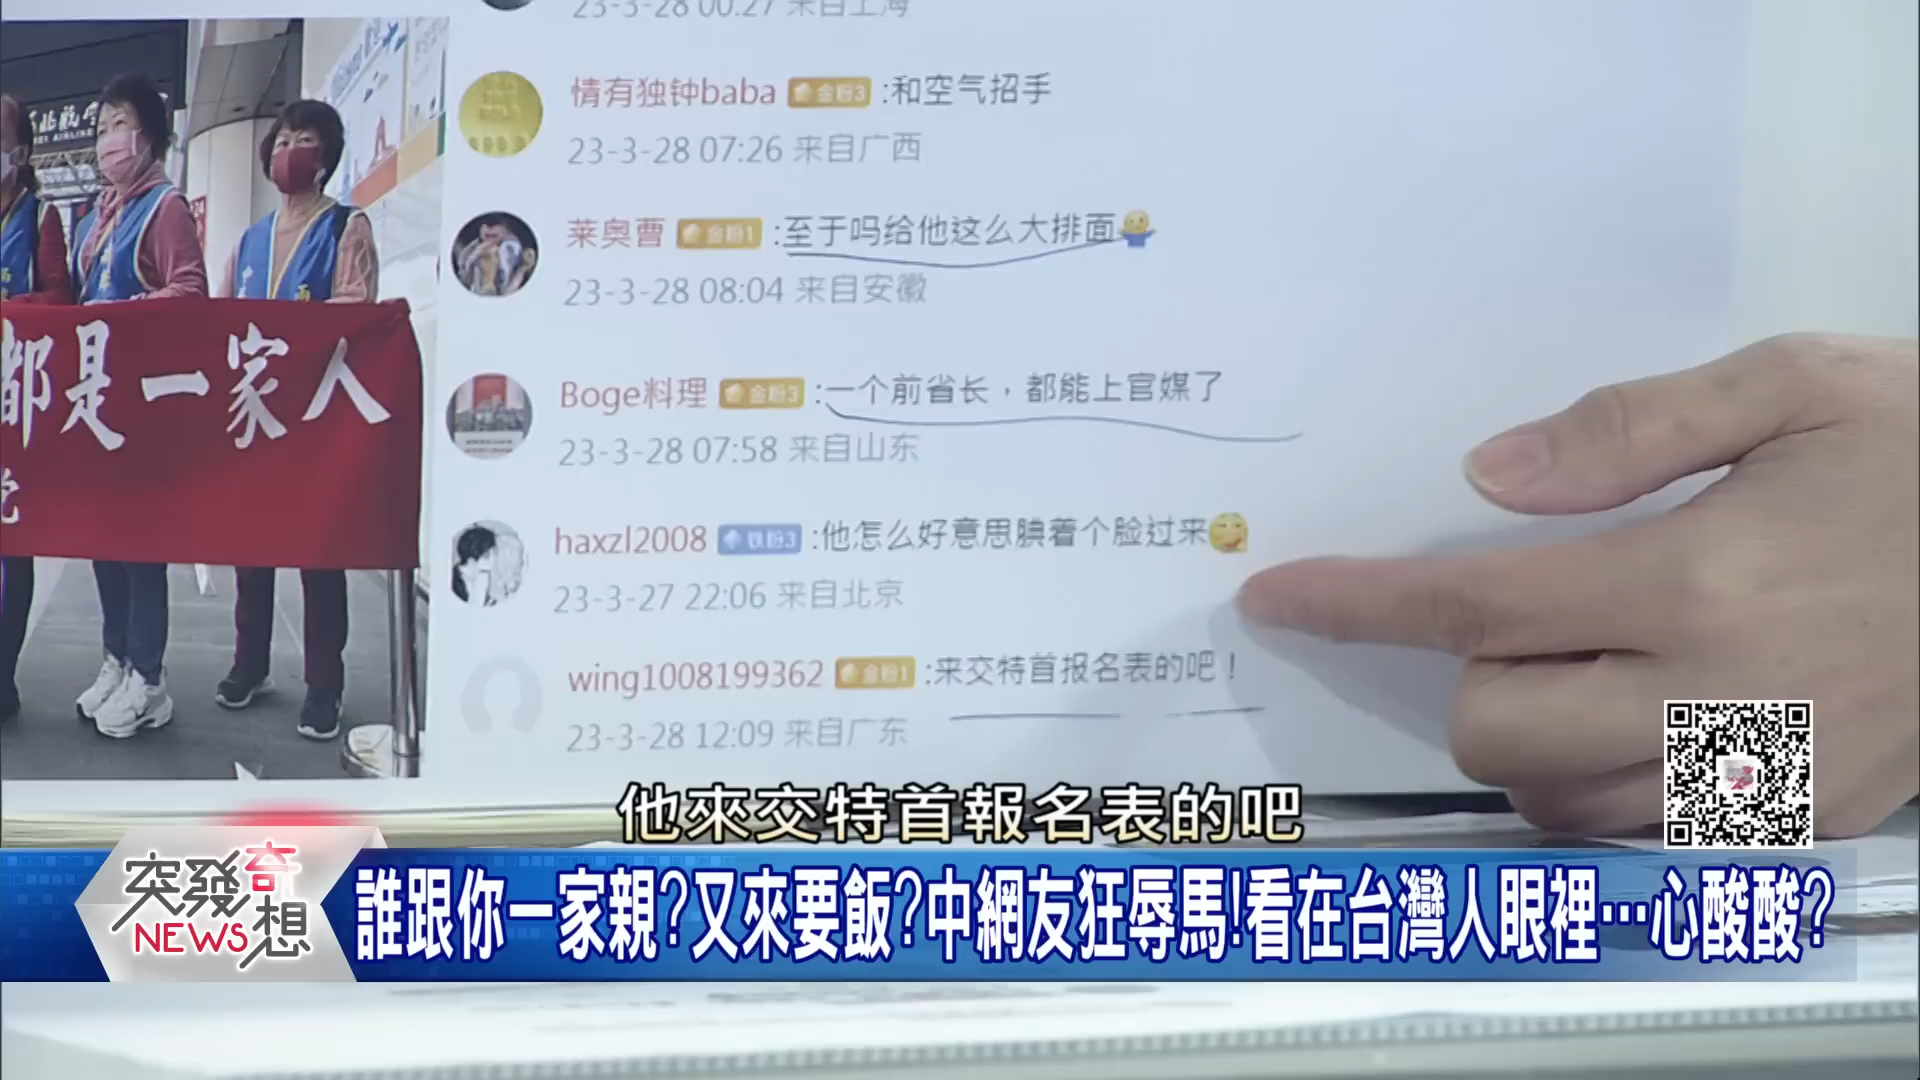 23-3-28 00:27 来自上海
情有独钟baba 金粉3 :和空气招手
23-3-28 07:26 来自广西
莱奥曹 金粉1 :至于吗给他这么大排面
23-3-28 08:04 来自安徽
Boge料理 金粉3 :一个前省长，都能上官媒了
23-3-28 07:58 来自山东
haxzl2008 铁粉3 :他怎么好意思腆着个脸过来
23-3-27 22:06 来自北京
wing1008199362 金粉1 :来交特首报名表的吧！
23-3-28 12:09 来自广东
都是一家人
他來交特首報名表的吧
突發奇想
NEWS
誰跟你一家親?又來要飯?中網友狂辱馬!看在台灣人眼裡…心酸酸?